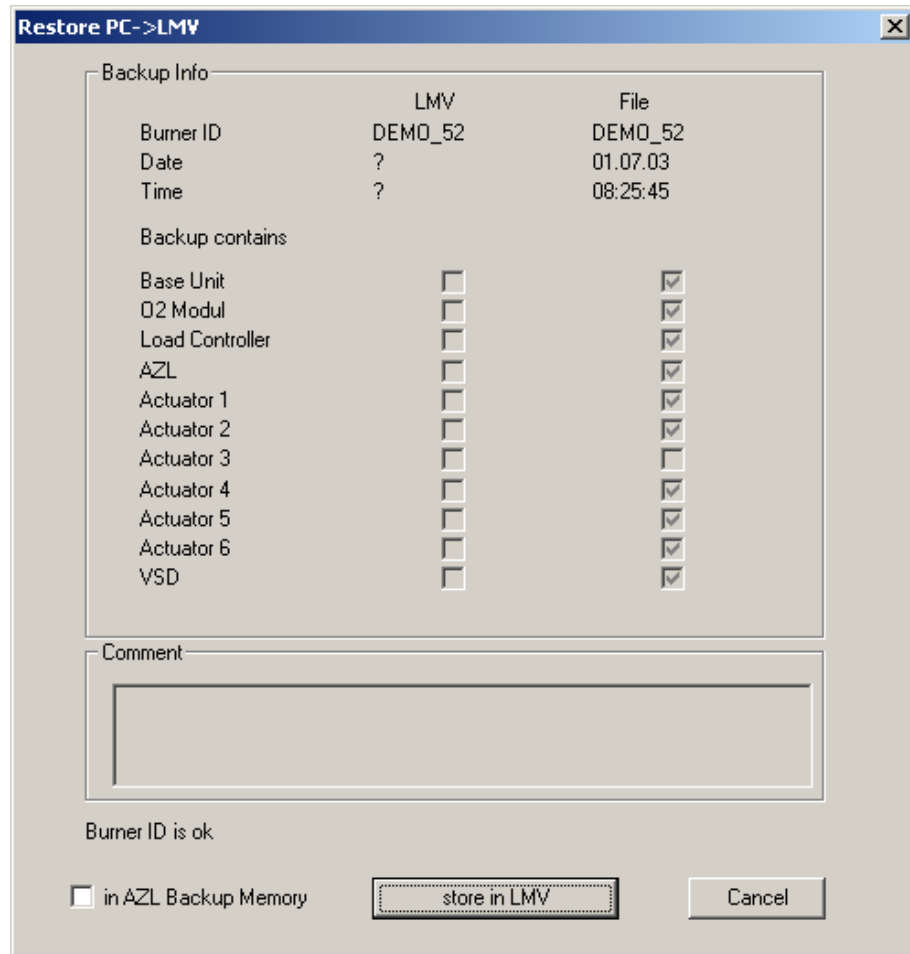 Restore PC->LMV
Backup Info
LMV File
Burner ID DEMO_52 DEMO_52
Date ? 01.07.03
Time ? 08:25:45
Backup contains
Base Unit
O2 Modul
Load Controller
AZL
Actuator 1
Actuator 2
Actuator 3
Actuator 4
Actuator 5
Actuator 6
VSD
Comment
Burner ID is ok
in AZL Backup Memory store in LMV Cancel